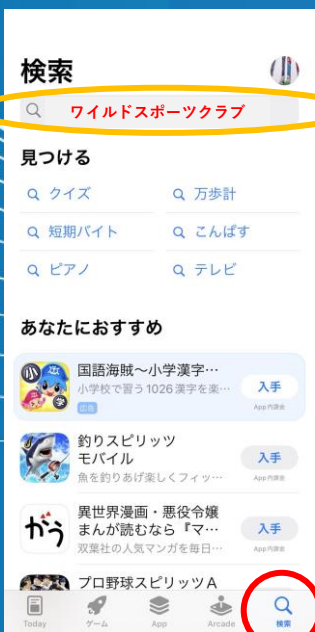 検索
ワイルドスポーツクラブ
見つける
クイズ
万歩計
短期バイト
こんぱす
ピアノ
テレビ
あなたにおすすめ
国語海賊〜小学漢字…
小学校で習う1026漢字を楽…
広告
入手
App内課金
釣りスピリッツ
モバイル
魚を釣りあげ楽しくフィッ…
入手
App内課金
異世界漫画・悪役令嬢
まんが読むなら『マ…
双葉社の人気マンガを毎日…
入手
App内課金
がう
プロ野球スピリッツA
Today
ゲーム
App
Arcade
検索